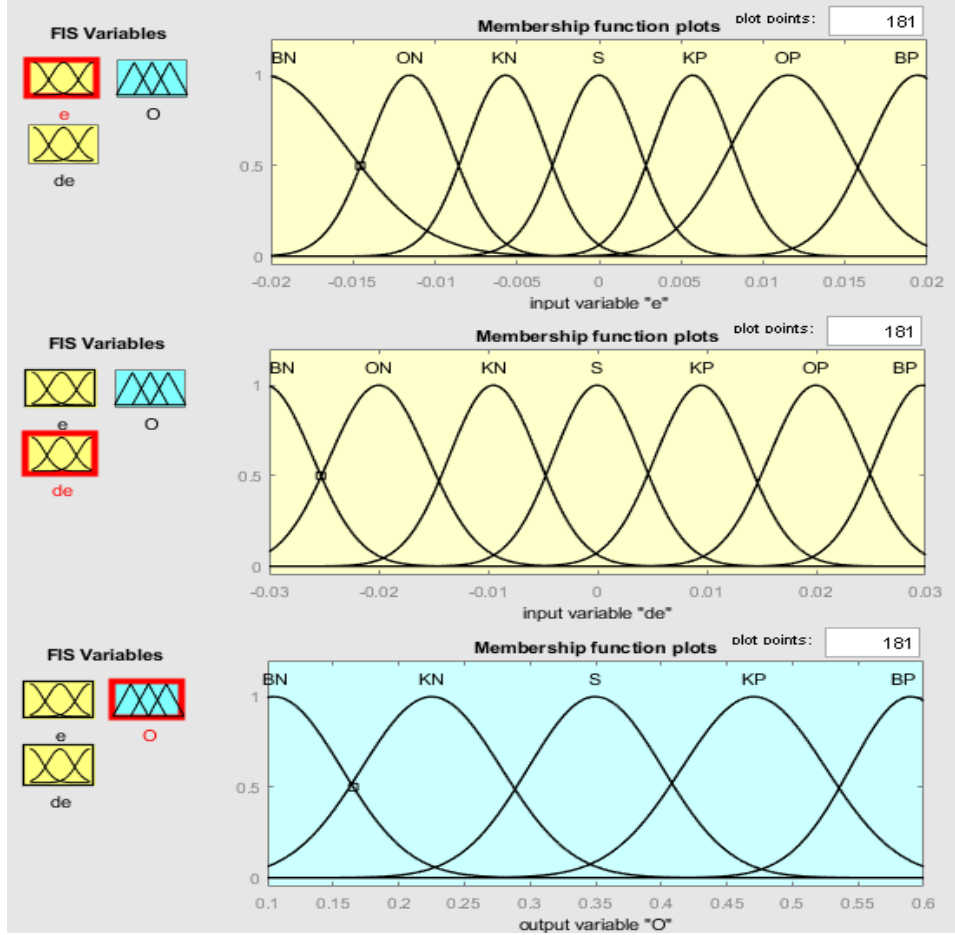 FIS Variables
e
O
de
Membership function plots
plot points:
181
BN ON KN S KP OP BP
1
0.5
0
-0.02 -0.015 -0.01 -0.005 0 0.005 0.01 0.015 0.02
input variable "e"
FIS Variables
e
O
de
Membership function plots
plot points:
181
BN ON KN S KP OP BP
1
0.5
0
-0.03 -0.02 -0.01 0 0.01 0.02 0.03
input variable "de"
FIS Variables
e
O
de
Membership function plots
plot points:
181
BN KN S KP BP
1
0.5
0
0.1 0.15 0.2 0.25 0.3 0.35 0.4 0.45 0.5 0.55 0.6
output variable "O"